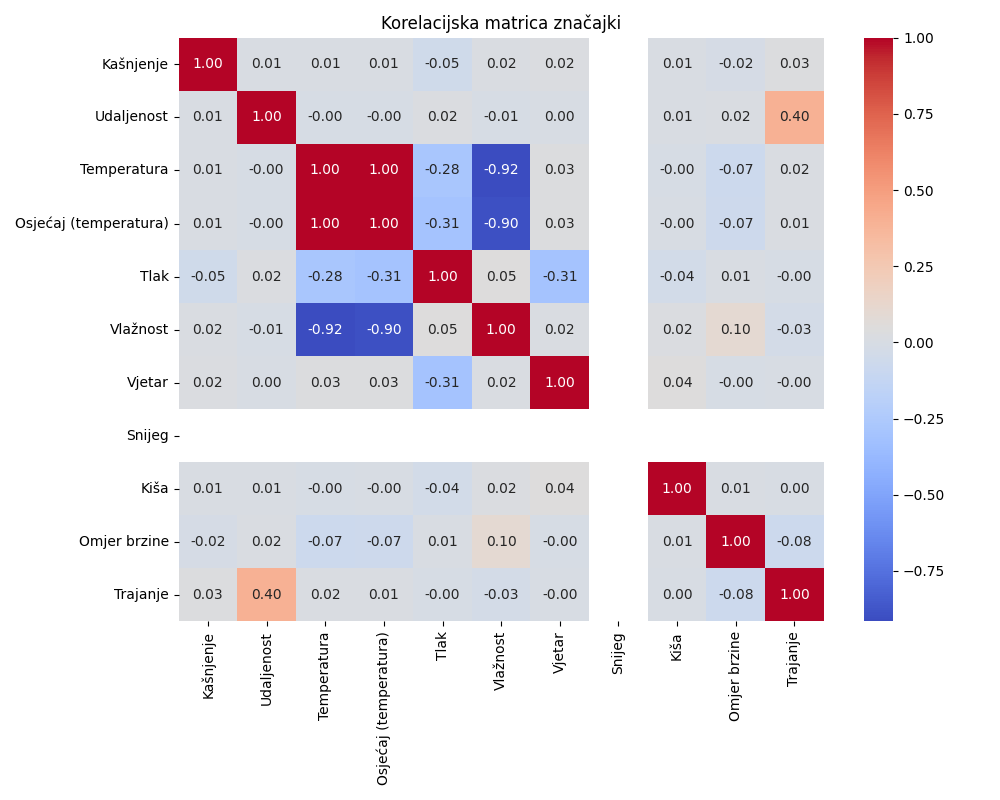 Korelacijska matrica značajki
Kašnjenje 1.00 0.01 0.01 0.01 -0.05 0.02 0.02 0.01 -0.02 0.03
Udaljenost 0.01 1.00 -0.00 -0.00 0.02 -0.01 0.00 0.01 0.02 0.40
Temperatura 0.01 -0.00 1.00 1.00 -0.28 -0.92 0.03 -0.00 -0.07 0.02
Osjećaj (temperatura) 0.01 -0.00 1.00 1.00 -0.31 -0.90 0.03 -0.00 -0.07 0.01
Tlak -0.05 0.02 -0.28 -0.31 1.00 0.05 -0.31 -0.04 0.01 -0.00
Vlažnost 0.02 -0.01 -0.92 -0.90 0.05 1.00 0.02 0.02 0.10 -0.03
Vjetar 0.02 0.00 0.03 0.03 -0.31 0.02 1.00 0.04 -0.00 -0.00
Snijeg
Kiša 0.01 0.01 -0.00 -0.00 -0.04 0.02 0.04 1.00 0.01 0.00
Omjer brzine -0.02 0.02 -0.07 -0.07 0.01 0.10 -0.00 0.01 1.00 -0.08
Trajanje 0.03 0.40 0.02 0.01 -0.00 -0.03 -0.00 0.00 -0.08 1.00
Kašnjenje
Udaljenost
Temperatura
Osjećaj (temperatura)
Tlak
Vlažnost
Vjetar
Snijeg
Kiša
Omjer brzine
Trajanje
1.00
0.75
0.50
0.25
0.00
−0.25
−0.50
−0.75